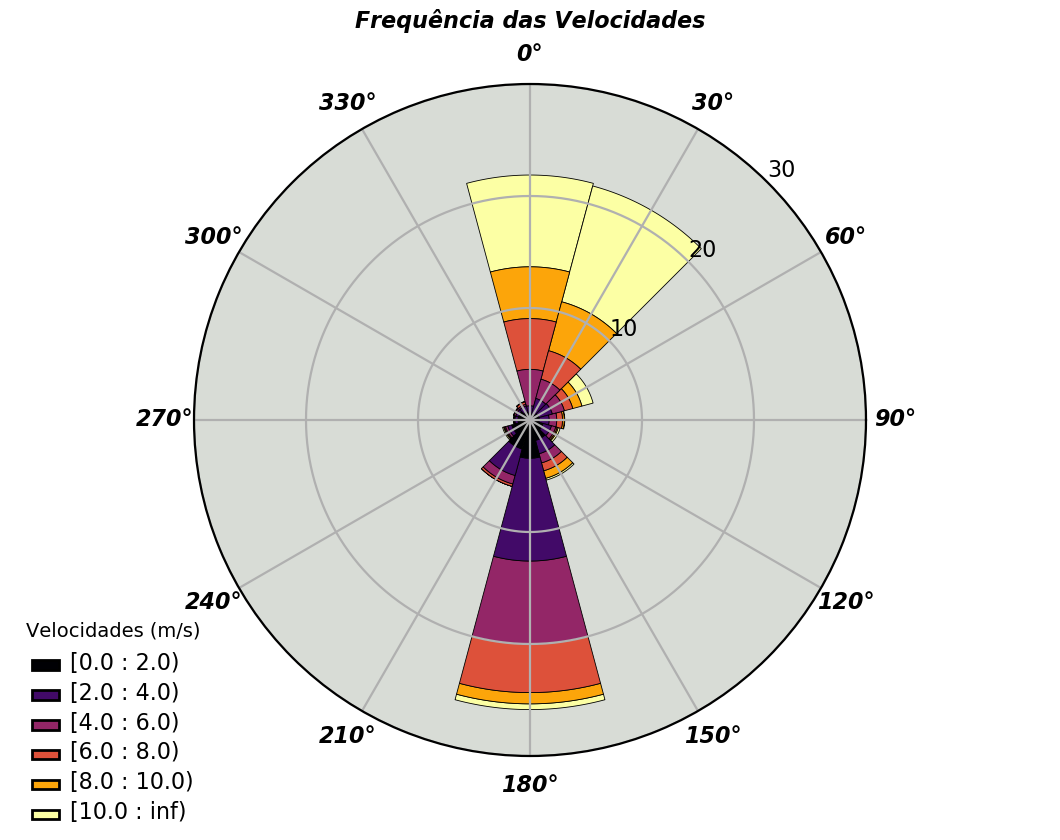 Frequência das Velocidades
0°
330°
30°
30
300°
60°
20
10
270°
90°
240°
120°
210°
150°
180°
Velocidades (m/s)
[0.0 : 2.0)
[2.0 : 4.0)
[4.0 : 6.0)
[6.0 : 8.0)
[8.0 : 10.0)
[10.0 : inf)